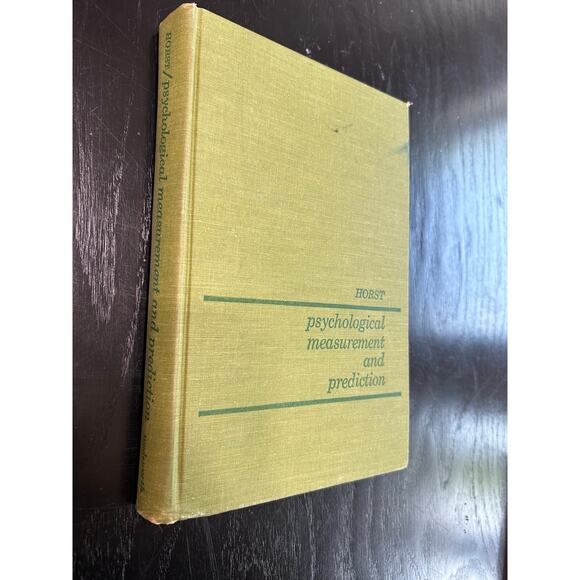 HORST/psychological measurement and prediction
HORST
psychological
measurement
and
prediction